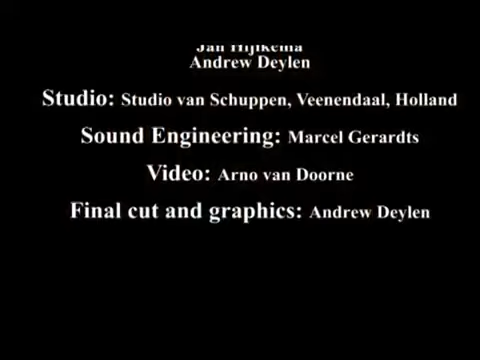 Jan Hijlkema
Andrew Deylen
Studio: Studio van Schuppen, Veenendaal, Holland
Sound Engineering: Marcel Gerardts
Video: Arno van Doorne
Final cut and graphics: Andrew Deylen